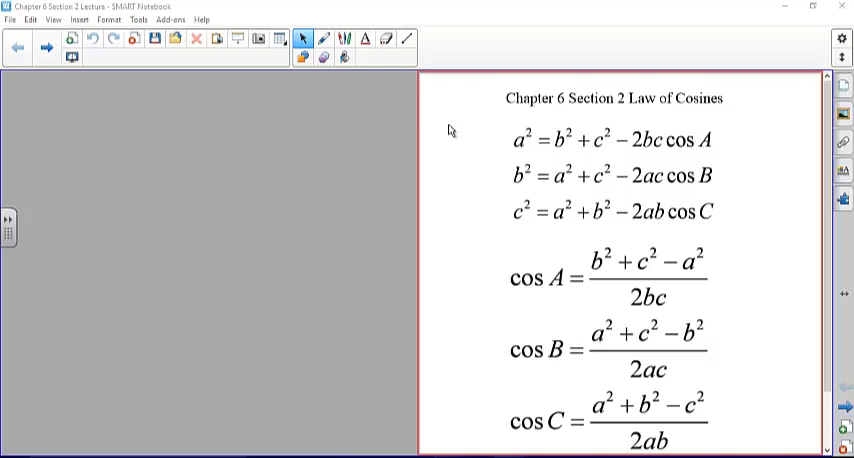 Chapter 6 Section 2 Lecture - SMART Notebook
File Edit View Insert Format Tools Add-ons Help
Chapter 6 Section 2 Law of Cosines
a² = b² + c² − 2bc cos A
b² = a² + c² − 2ac cos B
c² = a² + b² − 2ab cos C
cos A = (b² + c² − a²) / 2bc
cos B = (a² + c² − b²) / 2ac
cos C = (a² + b² − c²) / 2ab